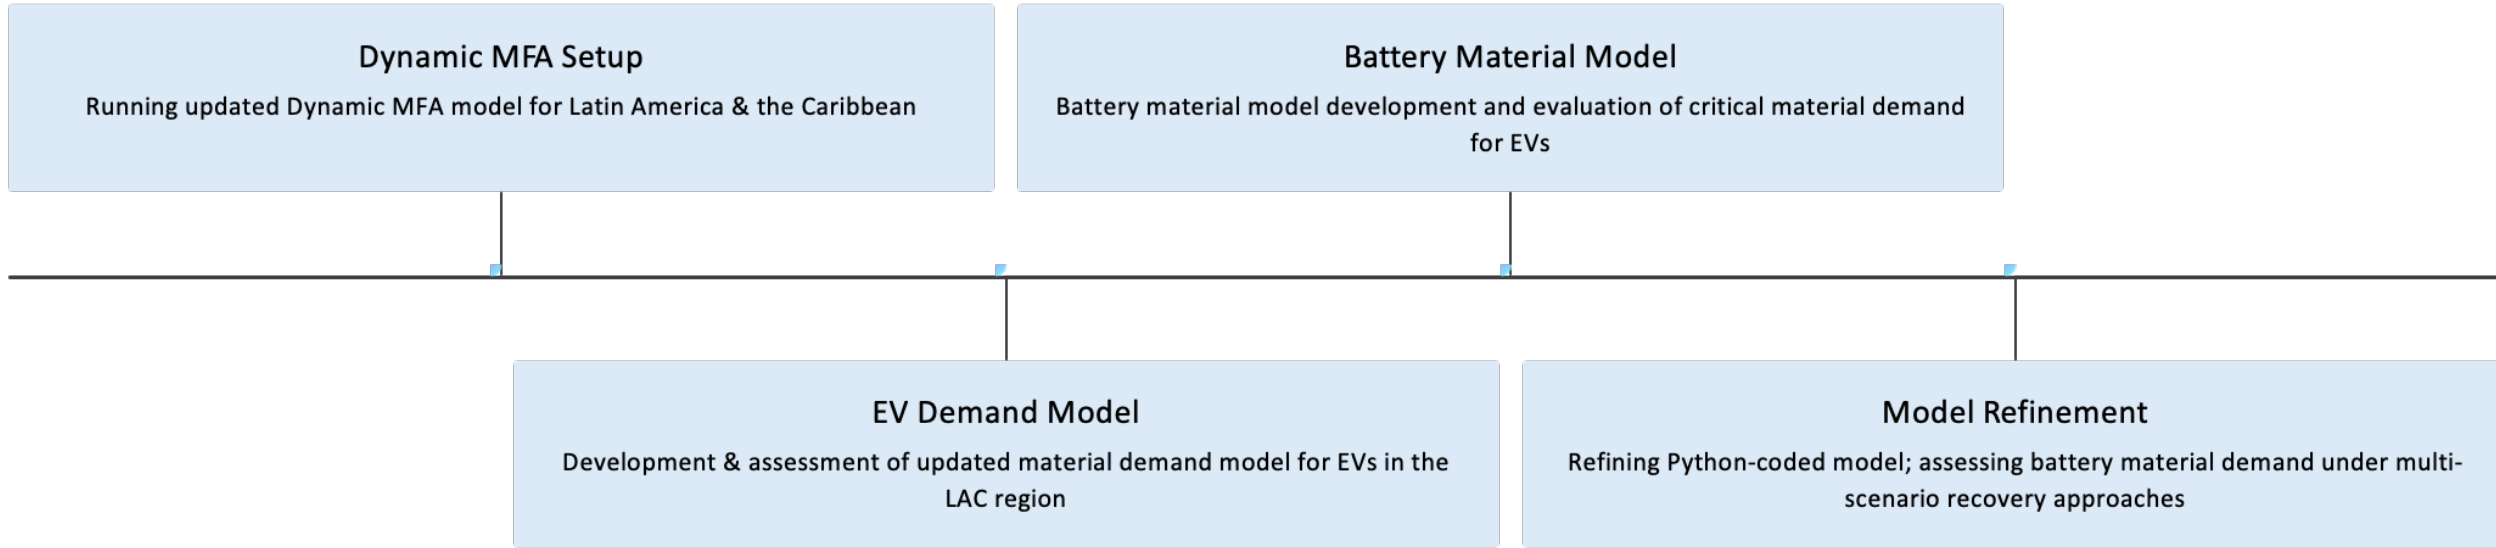 Dynamic MFA Setup
Running updated Dynamic MFA model for Latin America & the Caribbean
Battery Material Model
Battery material model development and evaluation of critical material demand
for EVs
EV Demand Model
Development & assessment of updated material demand model for EVs in the
LAC region
Model Refinement
Refining Python-coded model; assessing battery material demand under multi-
scenario recovery approaches